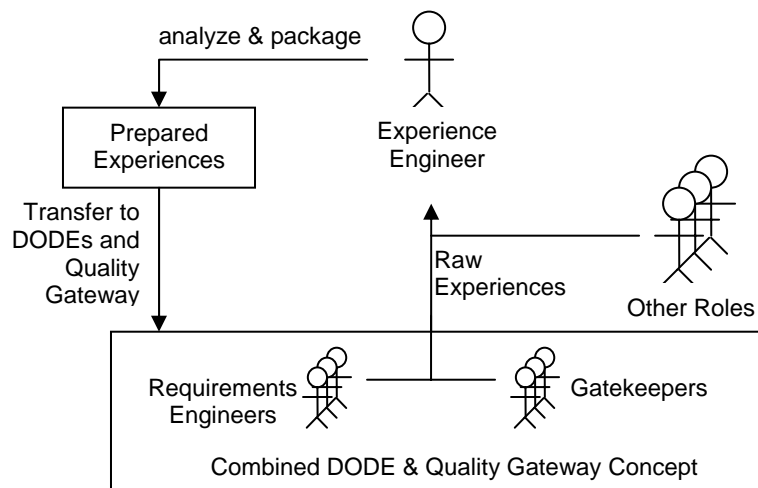 analyze & package
Prepared
Experiences
Experience
Engineer
Transfer to
DODEs and
Quality
Gateway
Raw
Experiences
Other Roles
Requirements
Engineers
Gatekeepers
Combined DODE & Quality Gateway Concept